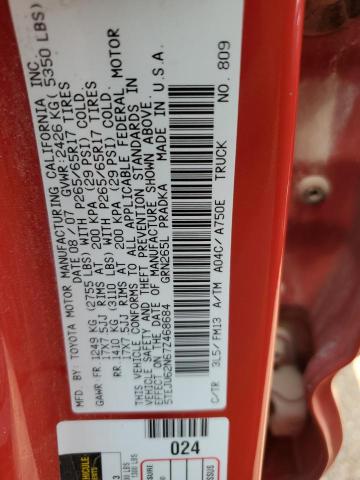 MFD. BY: TOYOTA MOTOR MANUFACTURING CALIFORNIA INC.
DATE 08 / 07 GVWR:2426 KG( 5350 LBS)
GAWR FR 1249 KG (2755 LBS) WITH P265/65R17 TIRES
17X7.5JJ RIMS AT 200 KPA (29 PSI) COLD.
RR 1410 KG (3110 LBS) WITH P265/65R17 TIRES
17X7.5JJ RIMS AT 200 KPA (29 PSI) COLD.
THIS VEHICLE CONFORMS TO ALL APPLICABLE FEDERAL MOTOR
VEHICLE SAFETY AND THEFT PREVENTION STANDARDS IN
EFFECT ON THE DATE OF MANUFACTURE SHOWN ABOVE.
5TEJU62N67Z468684 GRN265L PRADKA MADE IN U.S.A.
TRUCK NO. 809
C/TR 3L5/FM13 A/TM A04C/A750E
024